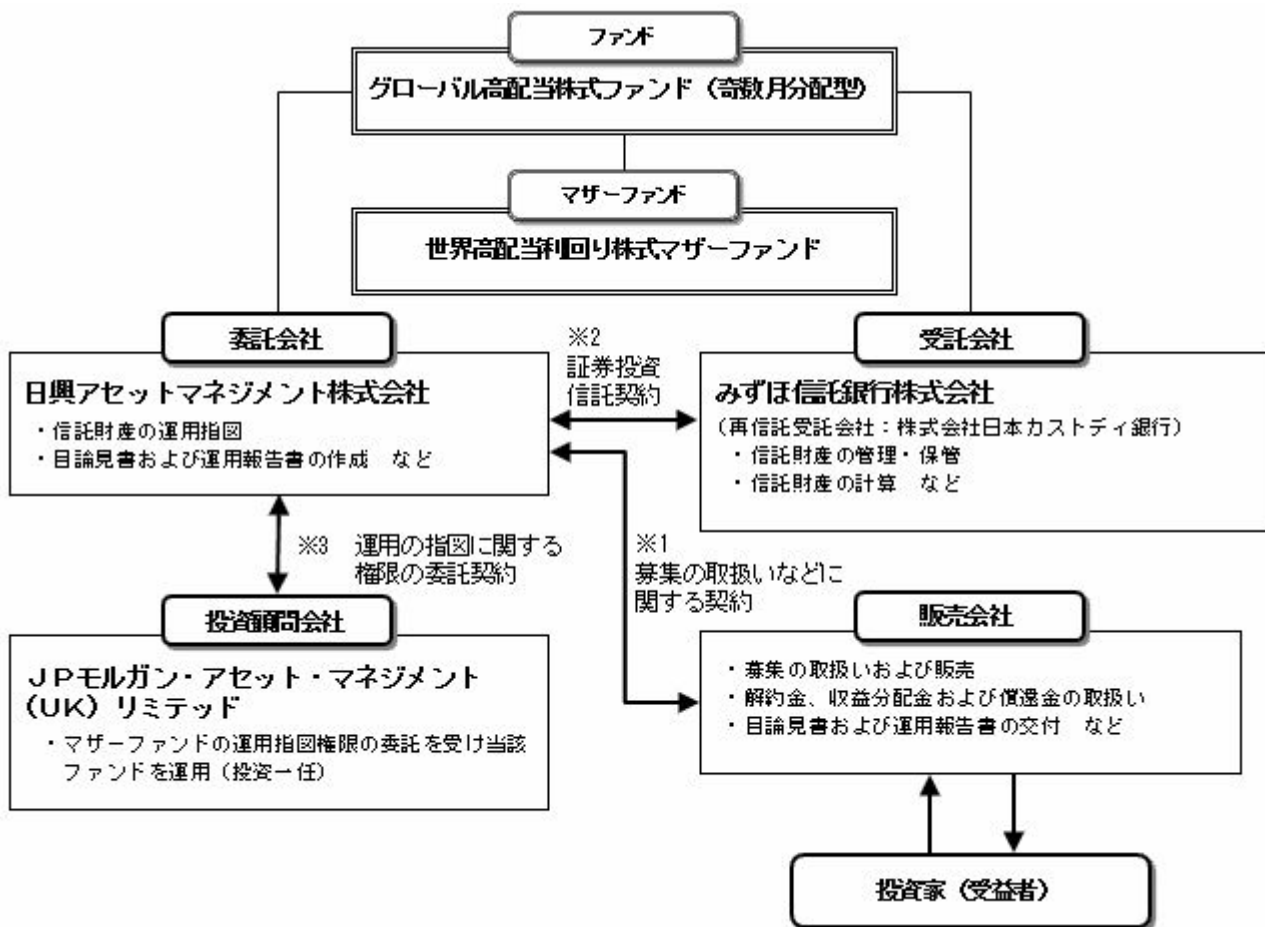 ファンド
グローバル高配当株式ファンド（奇数月分配型）
マザーファンド
世界高配当利回り株式マザーファンド
委託会社
日興アセットマネジメント株式会社
・信託財産の運用指図
・目論見書および運用報告書の作成　など
※2
証券投資
信託契約
受託会社
みずほ信託銀行株式会社
（再信託受託会社：株式会社日本カストディ銀行）
・信託財産の管理・保管
・信託財産の計算　など
※3　運用の指図に関する
権限の委託契約
※1
募集の取扱いなどに
関する契約
投資顧問会社
ＪＰモルガン・アセット・マネジメント
（UK）リミテッド
・マザーファンドの運用指図権限の委託を受け当該
ファンドを運用（投資一任）
販売会社
・募集の取扱いおよび販売
・解約金、収益分配金および償還金の取扱い
・目論見書および運用報告書の交付　など
投資家（受益者）